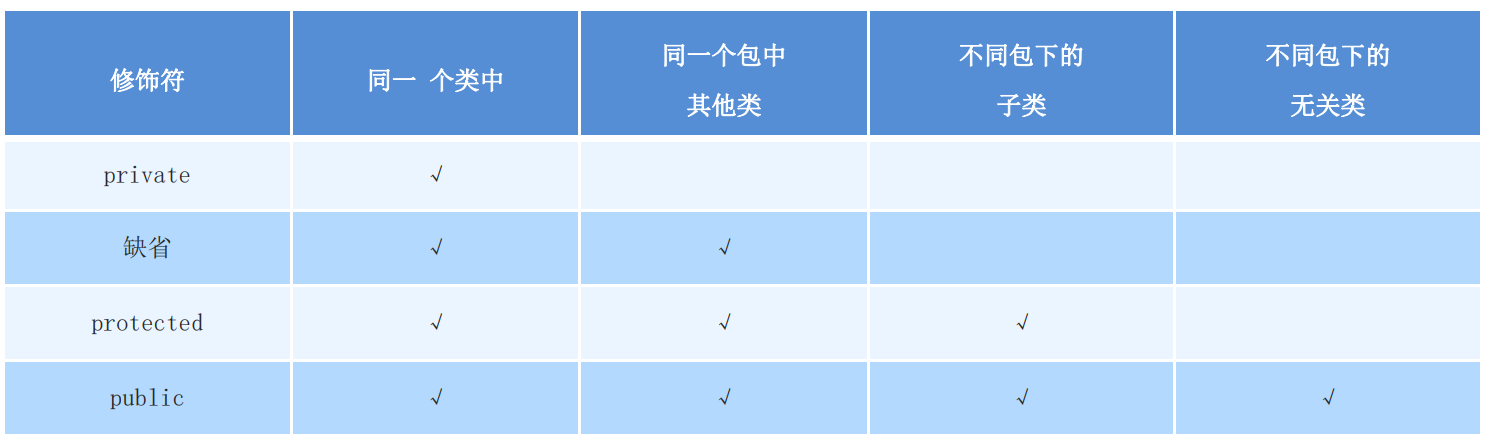 修饰符
同一 个类中
同一个包中
其他类
不同包下的
子类
不同包下的
无关类
private
√
缺省
√
√
protected
√
√
√
public
√
√
√
√